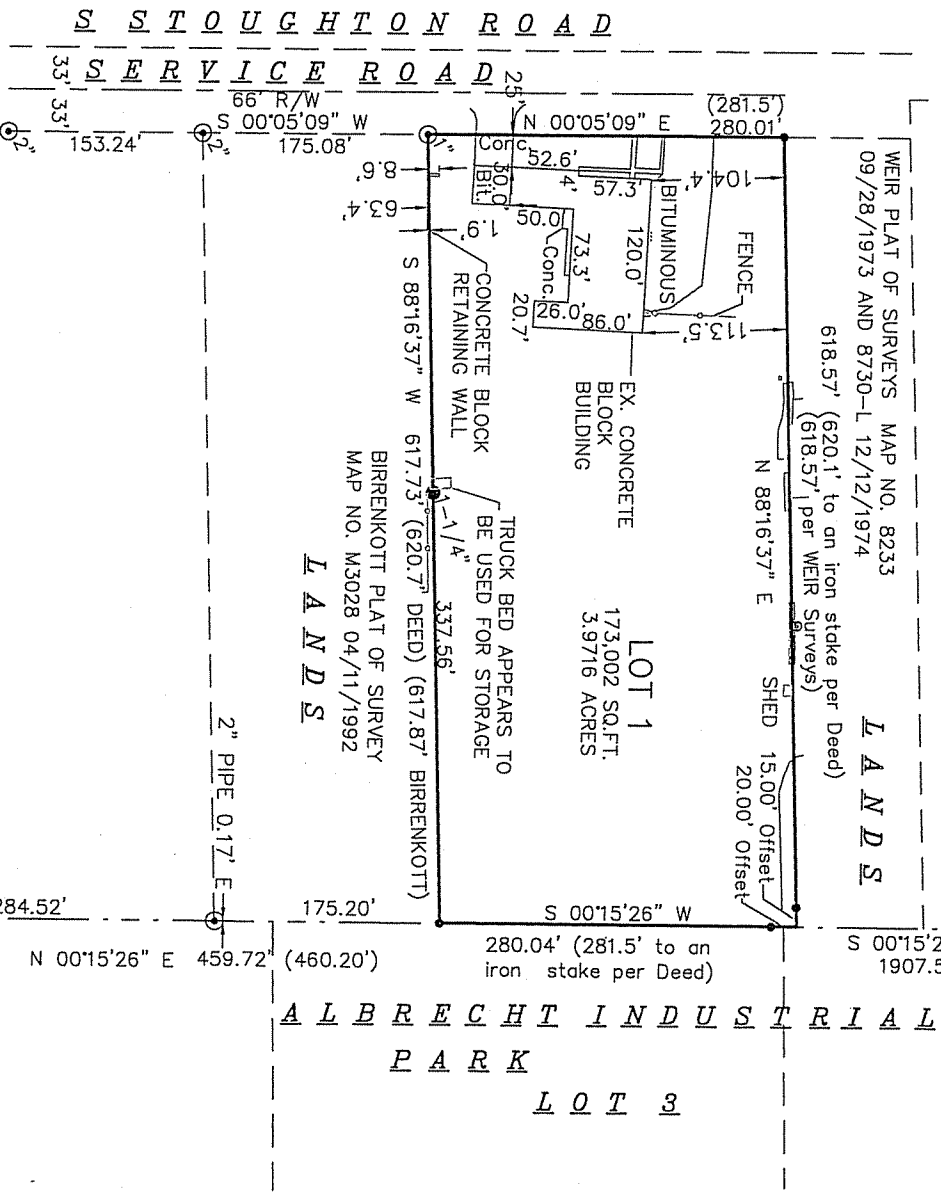 S STOUGHTON ROAD
SERVICE ROAD
33'
33'
66' R/W
25'
(281.5')
S 00°05'09" W
N 00°05'09" E
280.01'
2"
153.24'
2"
175.08'
1"
Conc.
52.6'
8.6'
30.0'
Bit.
4'
57.3'
104.4'
63.4'
1.9'
50.0'
Conc.
73.3'
120.0'
BITUMINOUS
FENCE
26.0'
20.7'
86.0'
113.5'
CONCRETE BLOCK
RETAINING WALL
EX. CONCRETE
BLOCK
BUILDING
WEIR PLAT OF SURVEYS MAP NO. 8233
09/28/1973 AND 8730-L 12/12/1974
618.57' (620.1' to an iron stake per Deed)
(618.57' per WEIR Surveys)
N 88°16'37" E
S 88°16'37" W 617.73' (620.7' DEED) (617.87' BIRRENKOTT)
BIRRENKOTT PLAT OF SURVEY
MAP NO. M3028 04/11/1992
1-1/4"
337.56'
TRUCK BED APPEARS TO
BE USED FOR STORAGE
LOT 1
173,002 SQ.FT.
3.9716 ACRES
SHED
15.00' Offset
20.00' Offset
LANDS
LANDS
2" PIPE 0.17' E
284.52'
175.20'
S 00°15'26" W
280.04' (281.5' to an
iron stake per Deed)
N 00°15'26" E 459.72' (460.20')
S 00°15'2
1907.5
ALBRECHT INDUSTRIAL
PARK
LOT 3